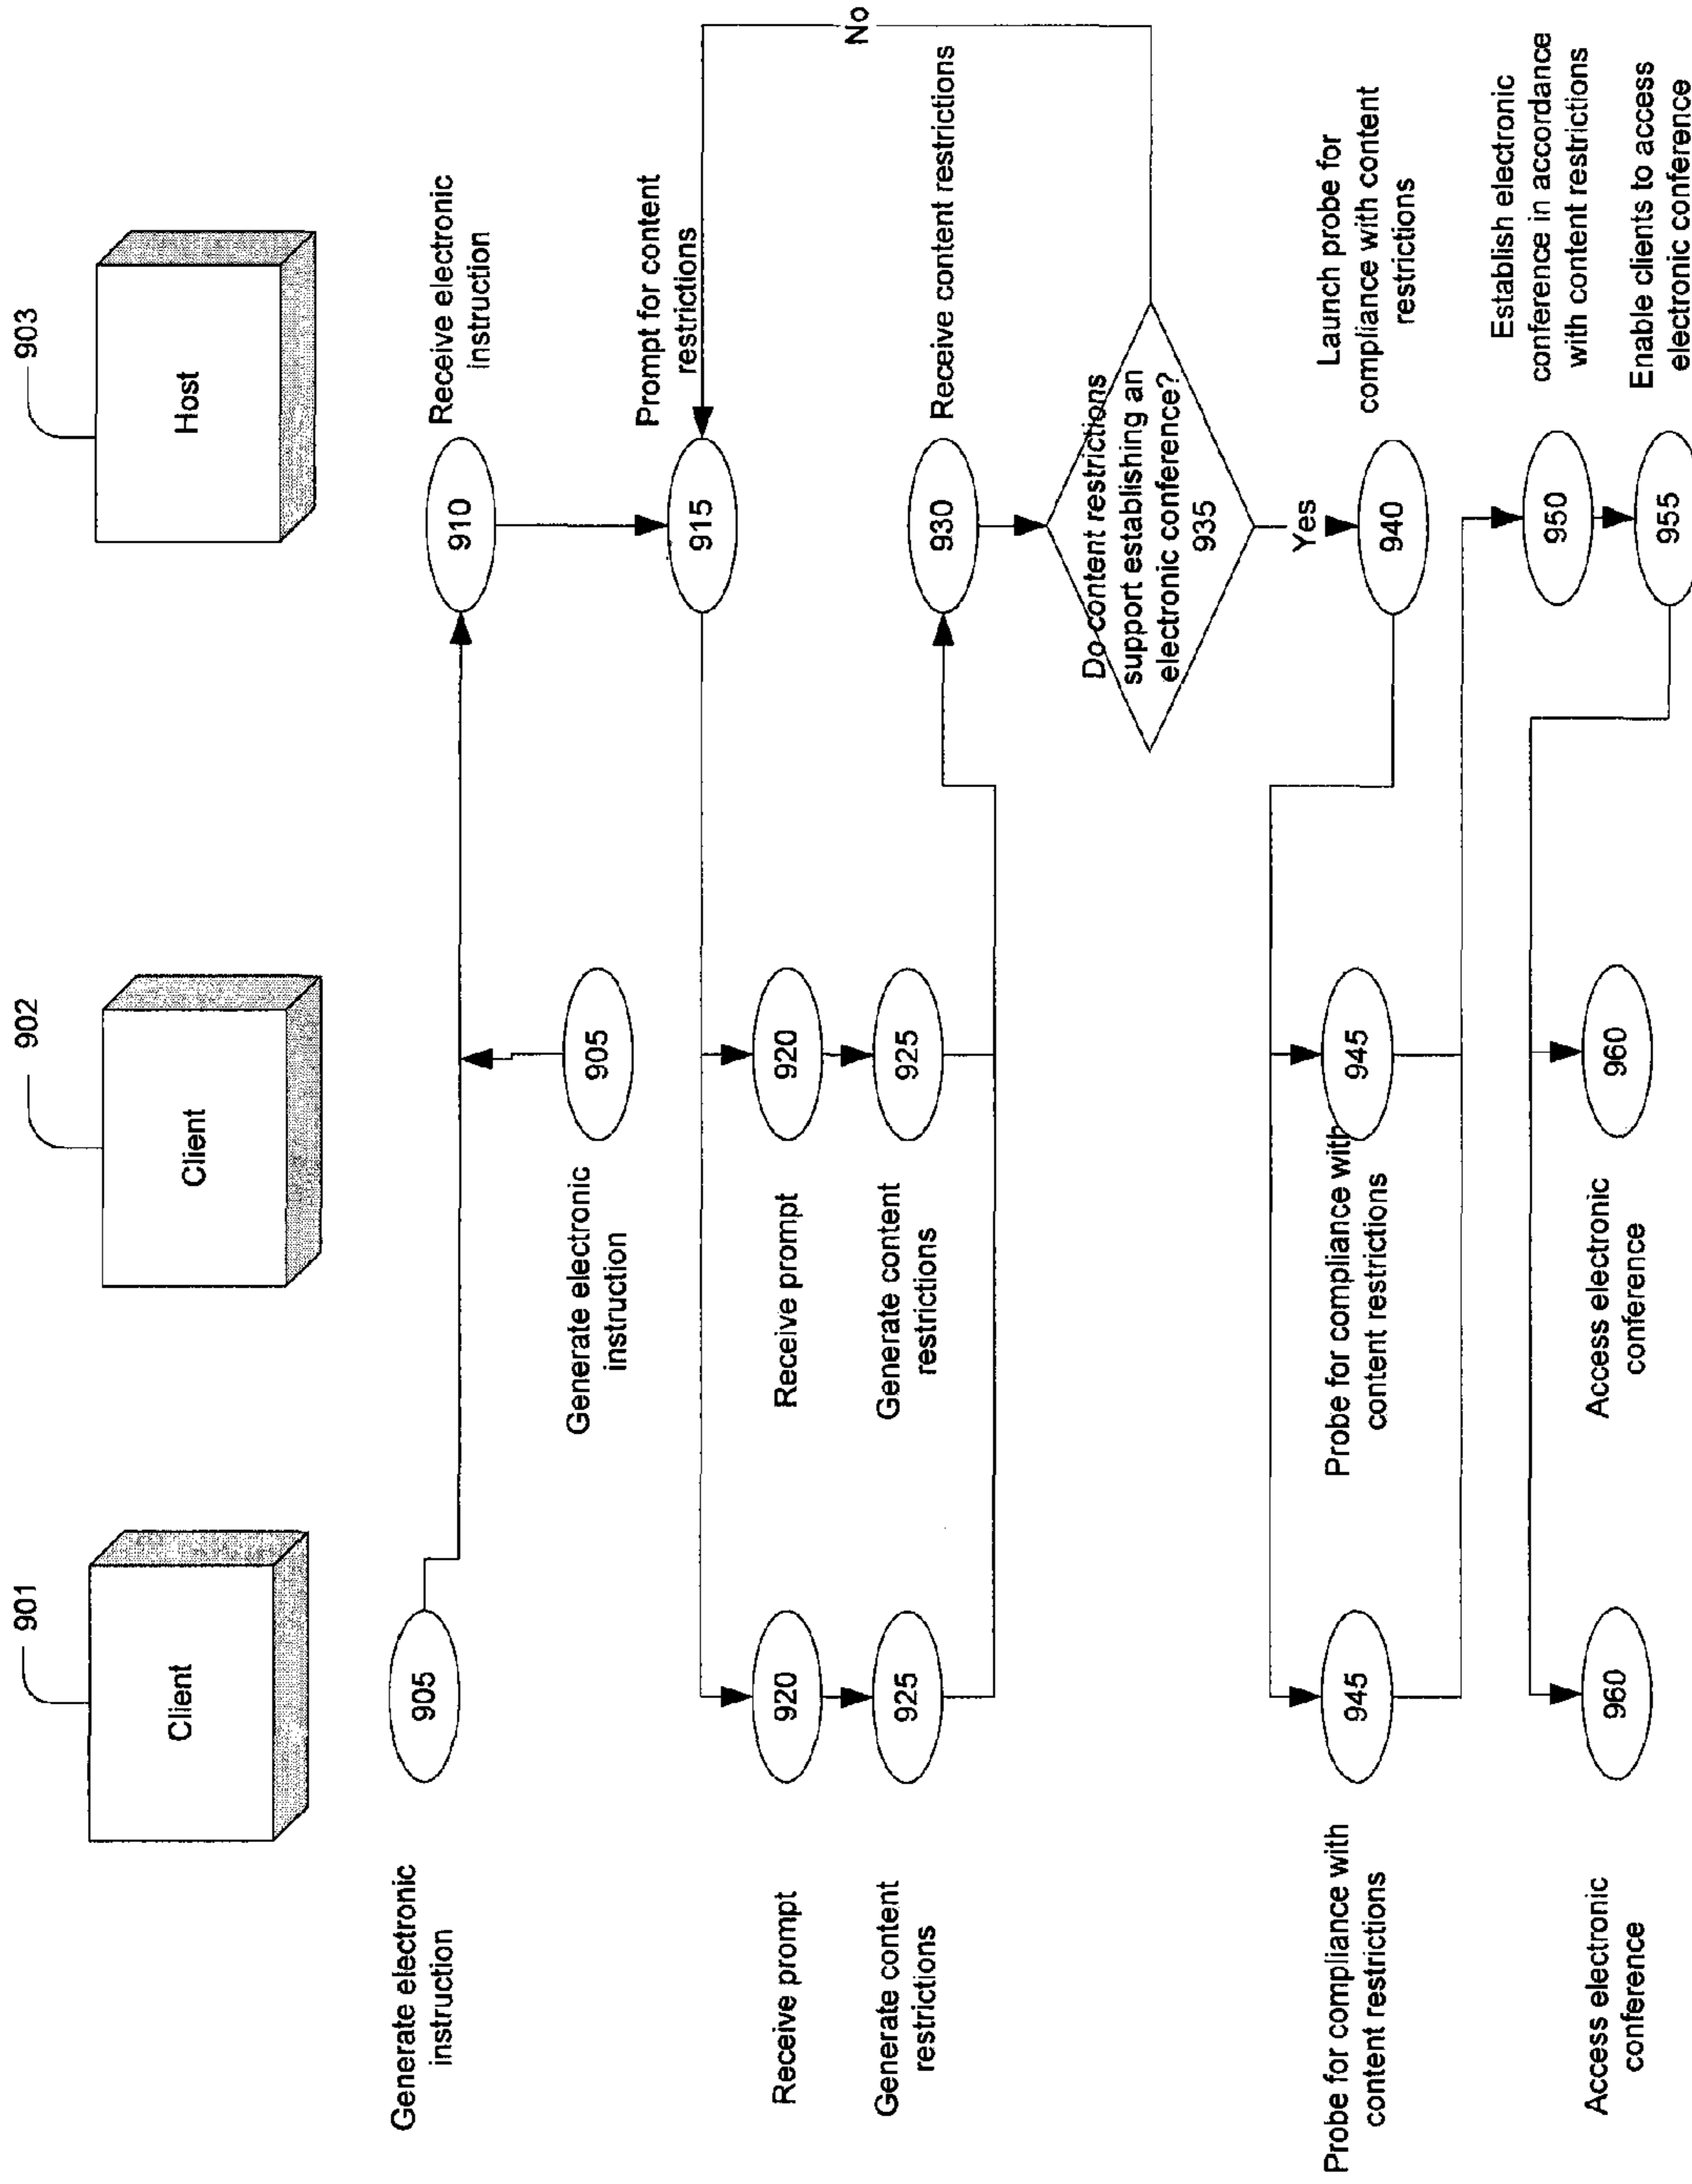 901
902
903
Client
Client
Host
Generate electronic
instruction
905
Receive electronic
instruction
910
Generate electronic
instruction
905
Prompt for content
restrictions
915
Receive prompt
920
Receive prompt
920
Generate content
restrictions
925
Generate content
restrictions
925
930
Receive content restrictions
Do content restrictions
support establishing an
electronic conference?
935
No
Yes
Launch probe for
compliance with content
restrictions
940
Probe for compliance with
content restrictions
945
Probe for compliance with
content restrictions
945
Establish electronic
conference in accordance
with content restrictions
950
Enable clients to access
electronic conference
955
Access electronic
conference
960
Access electronic
conference
960